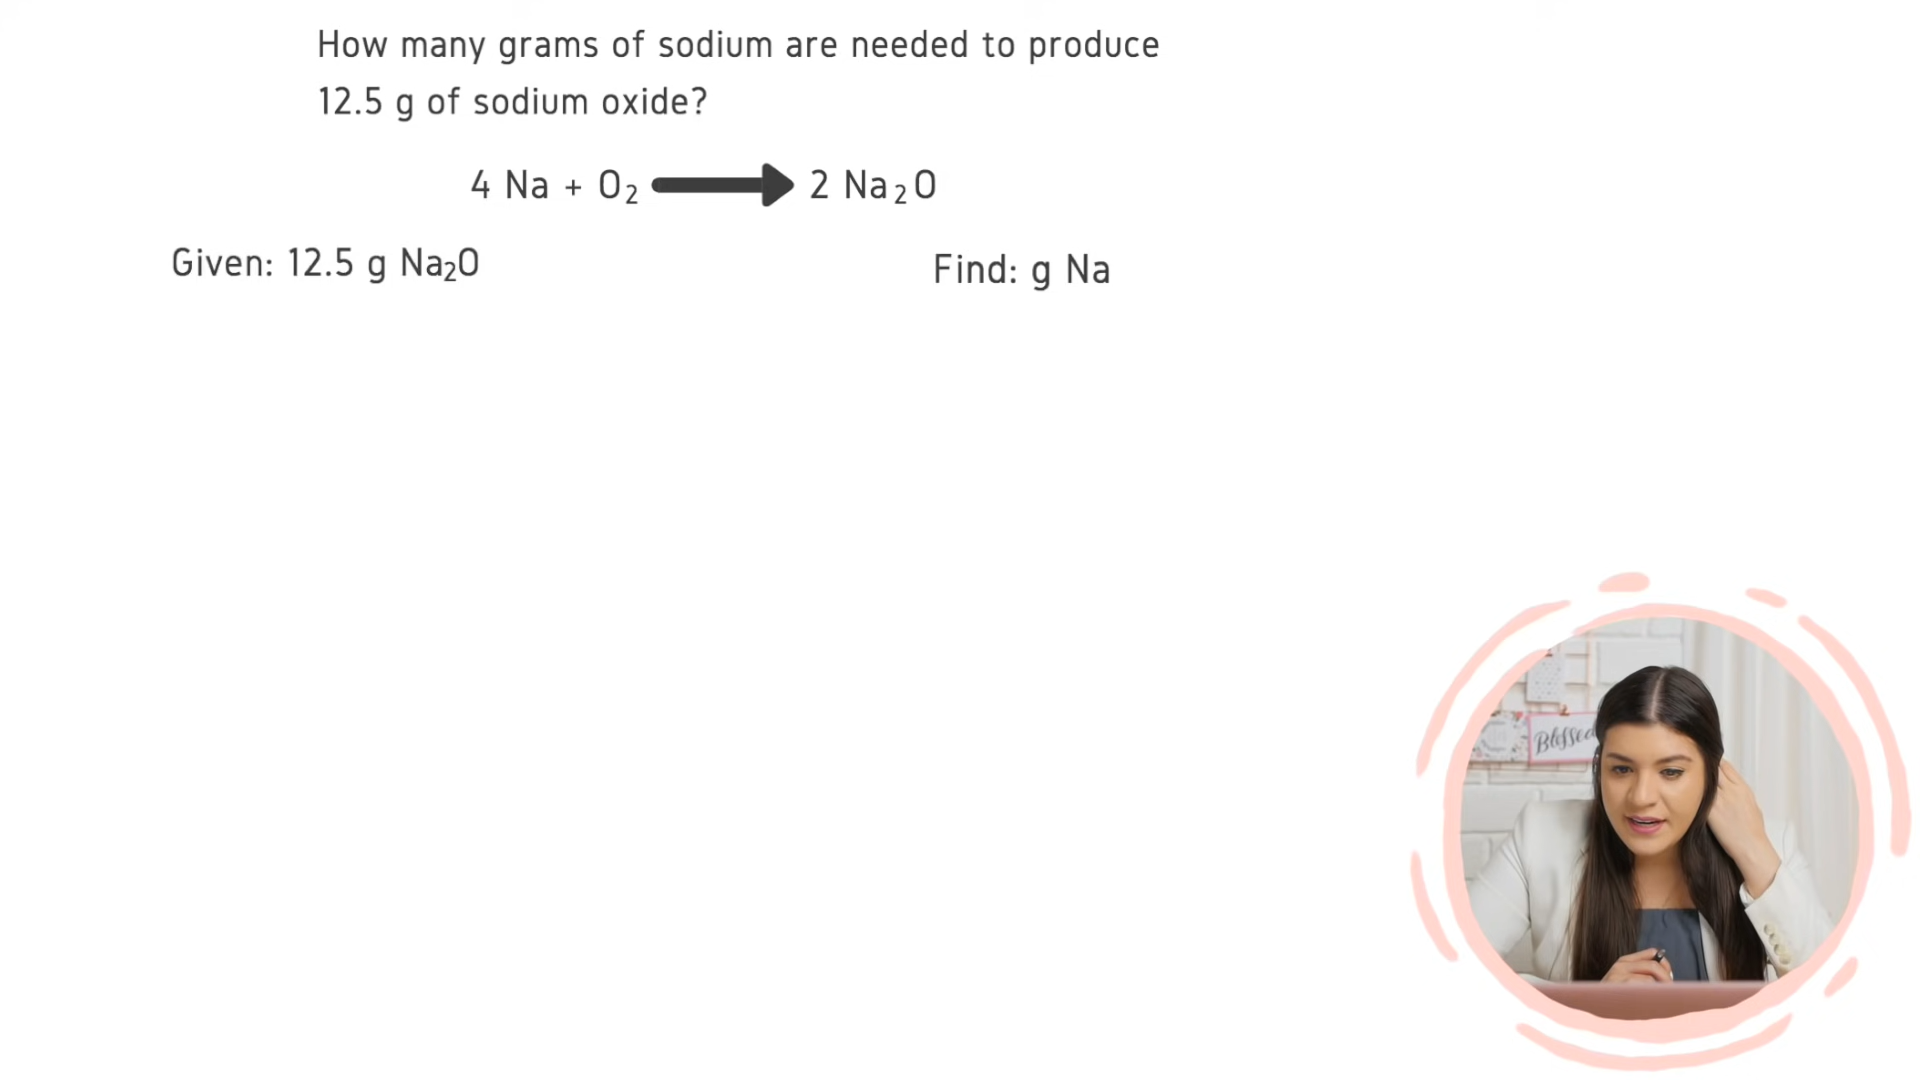 How many grams of sodium are needed to produce
12.5 g of sodium oxide?
4 Na + O₂ → 2 Na₂O
Given: 12.5 g Na₂O
Find: g Na
Blessed